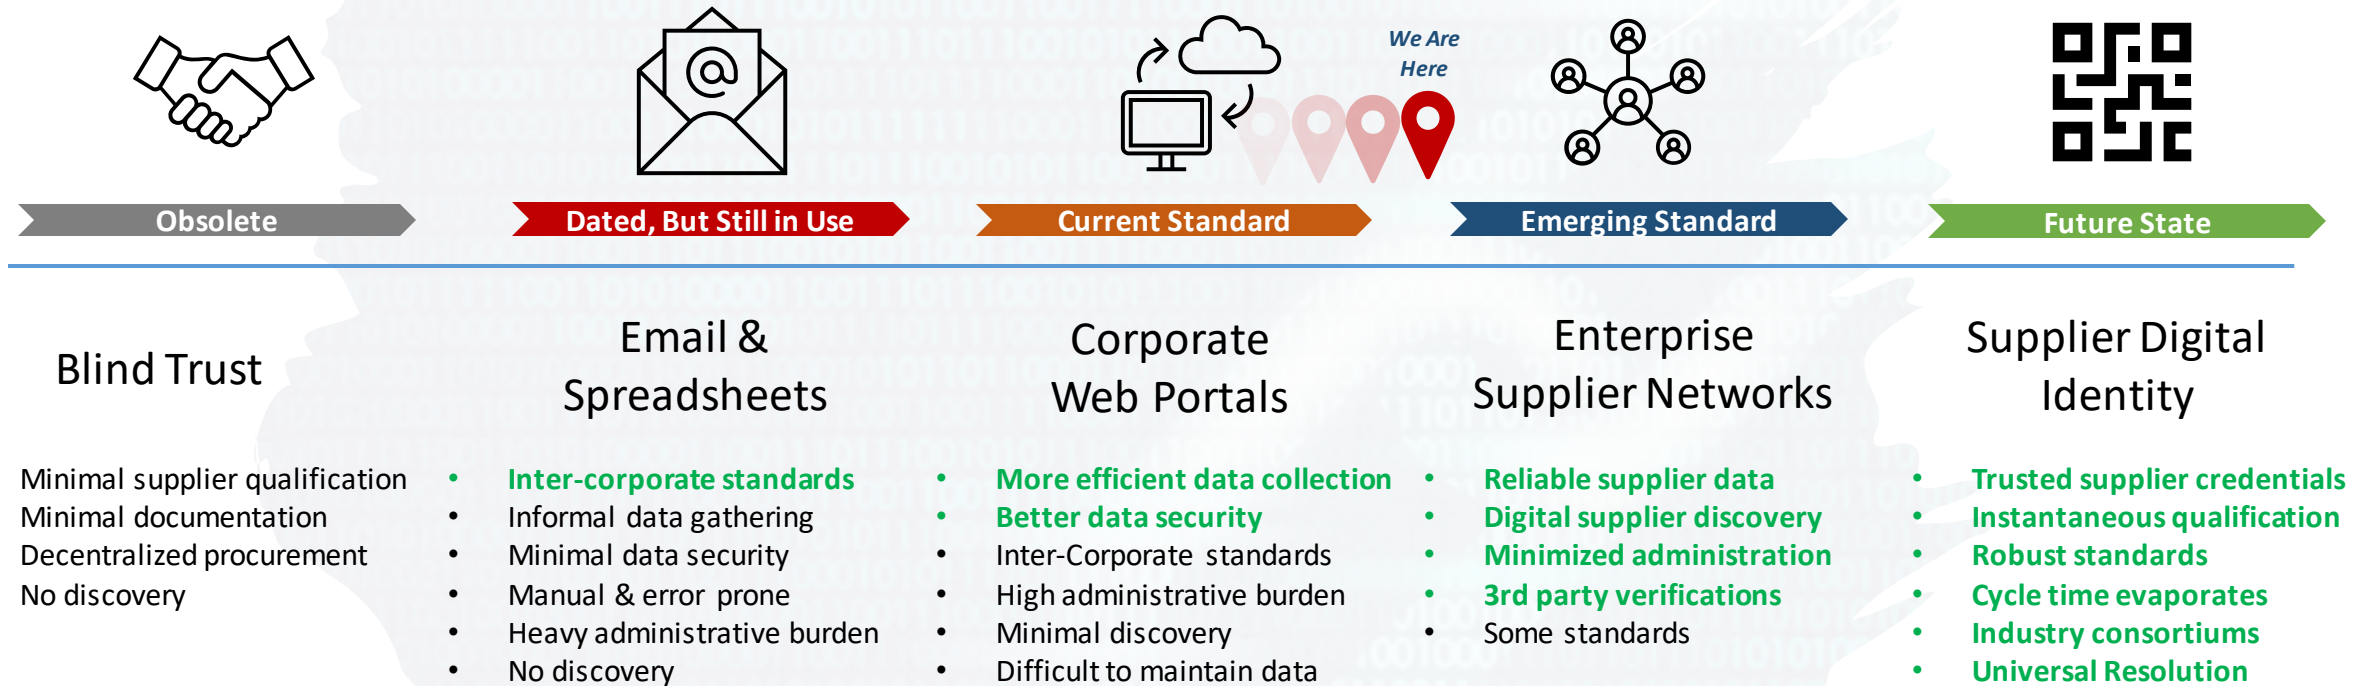 We Are
Here
Obsolete
Dated, But Still in Use
Current Standard
Emerging Standard
Future State
Blind Trust
Minimal supplier qualification
Minimal documentation
Decentralized procurement
No discovery
Email &
Spreadsheets
• Inter-corporate standards
• Informal data gathering
• Minimal data security
• Manual & error prone
• Heavy administrative burden
• No discovery
Corporate
Web Portals
• More efficient data collection
• Better data security
• Inter-Corporate standards
• High administrative burden
• Minimal discovery
• Difficult to maintain data
Enterprise
Supplier Networks
• Reliable supplier data
• Digital supplier discovery
• Minimized administration
• 3rd party verifications
• Some standards
Supplier Digital
Identity
• Trusted supplier credentials
• Instantaneous qualification
• Robust standards
• Cycle time evaporates
• Industry consortiums
• Universal Resolution